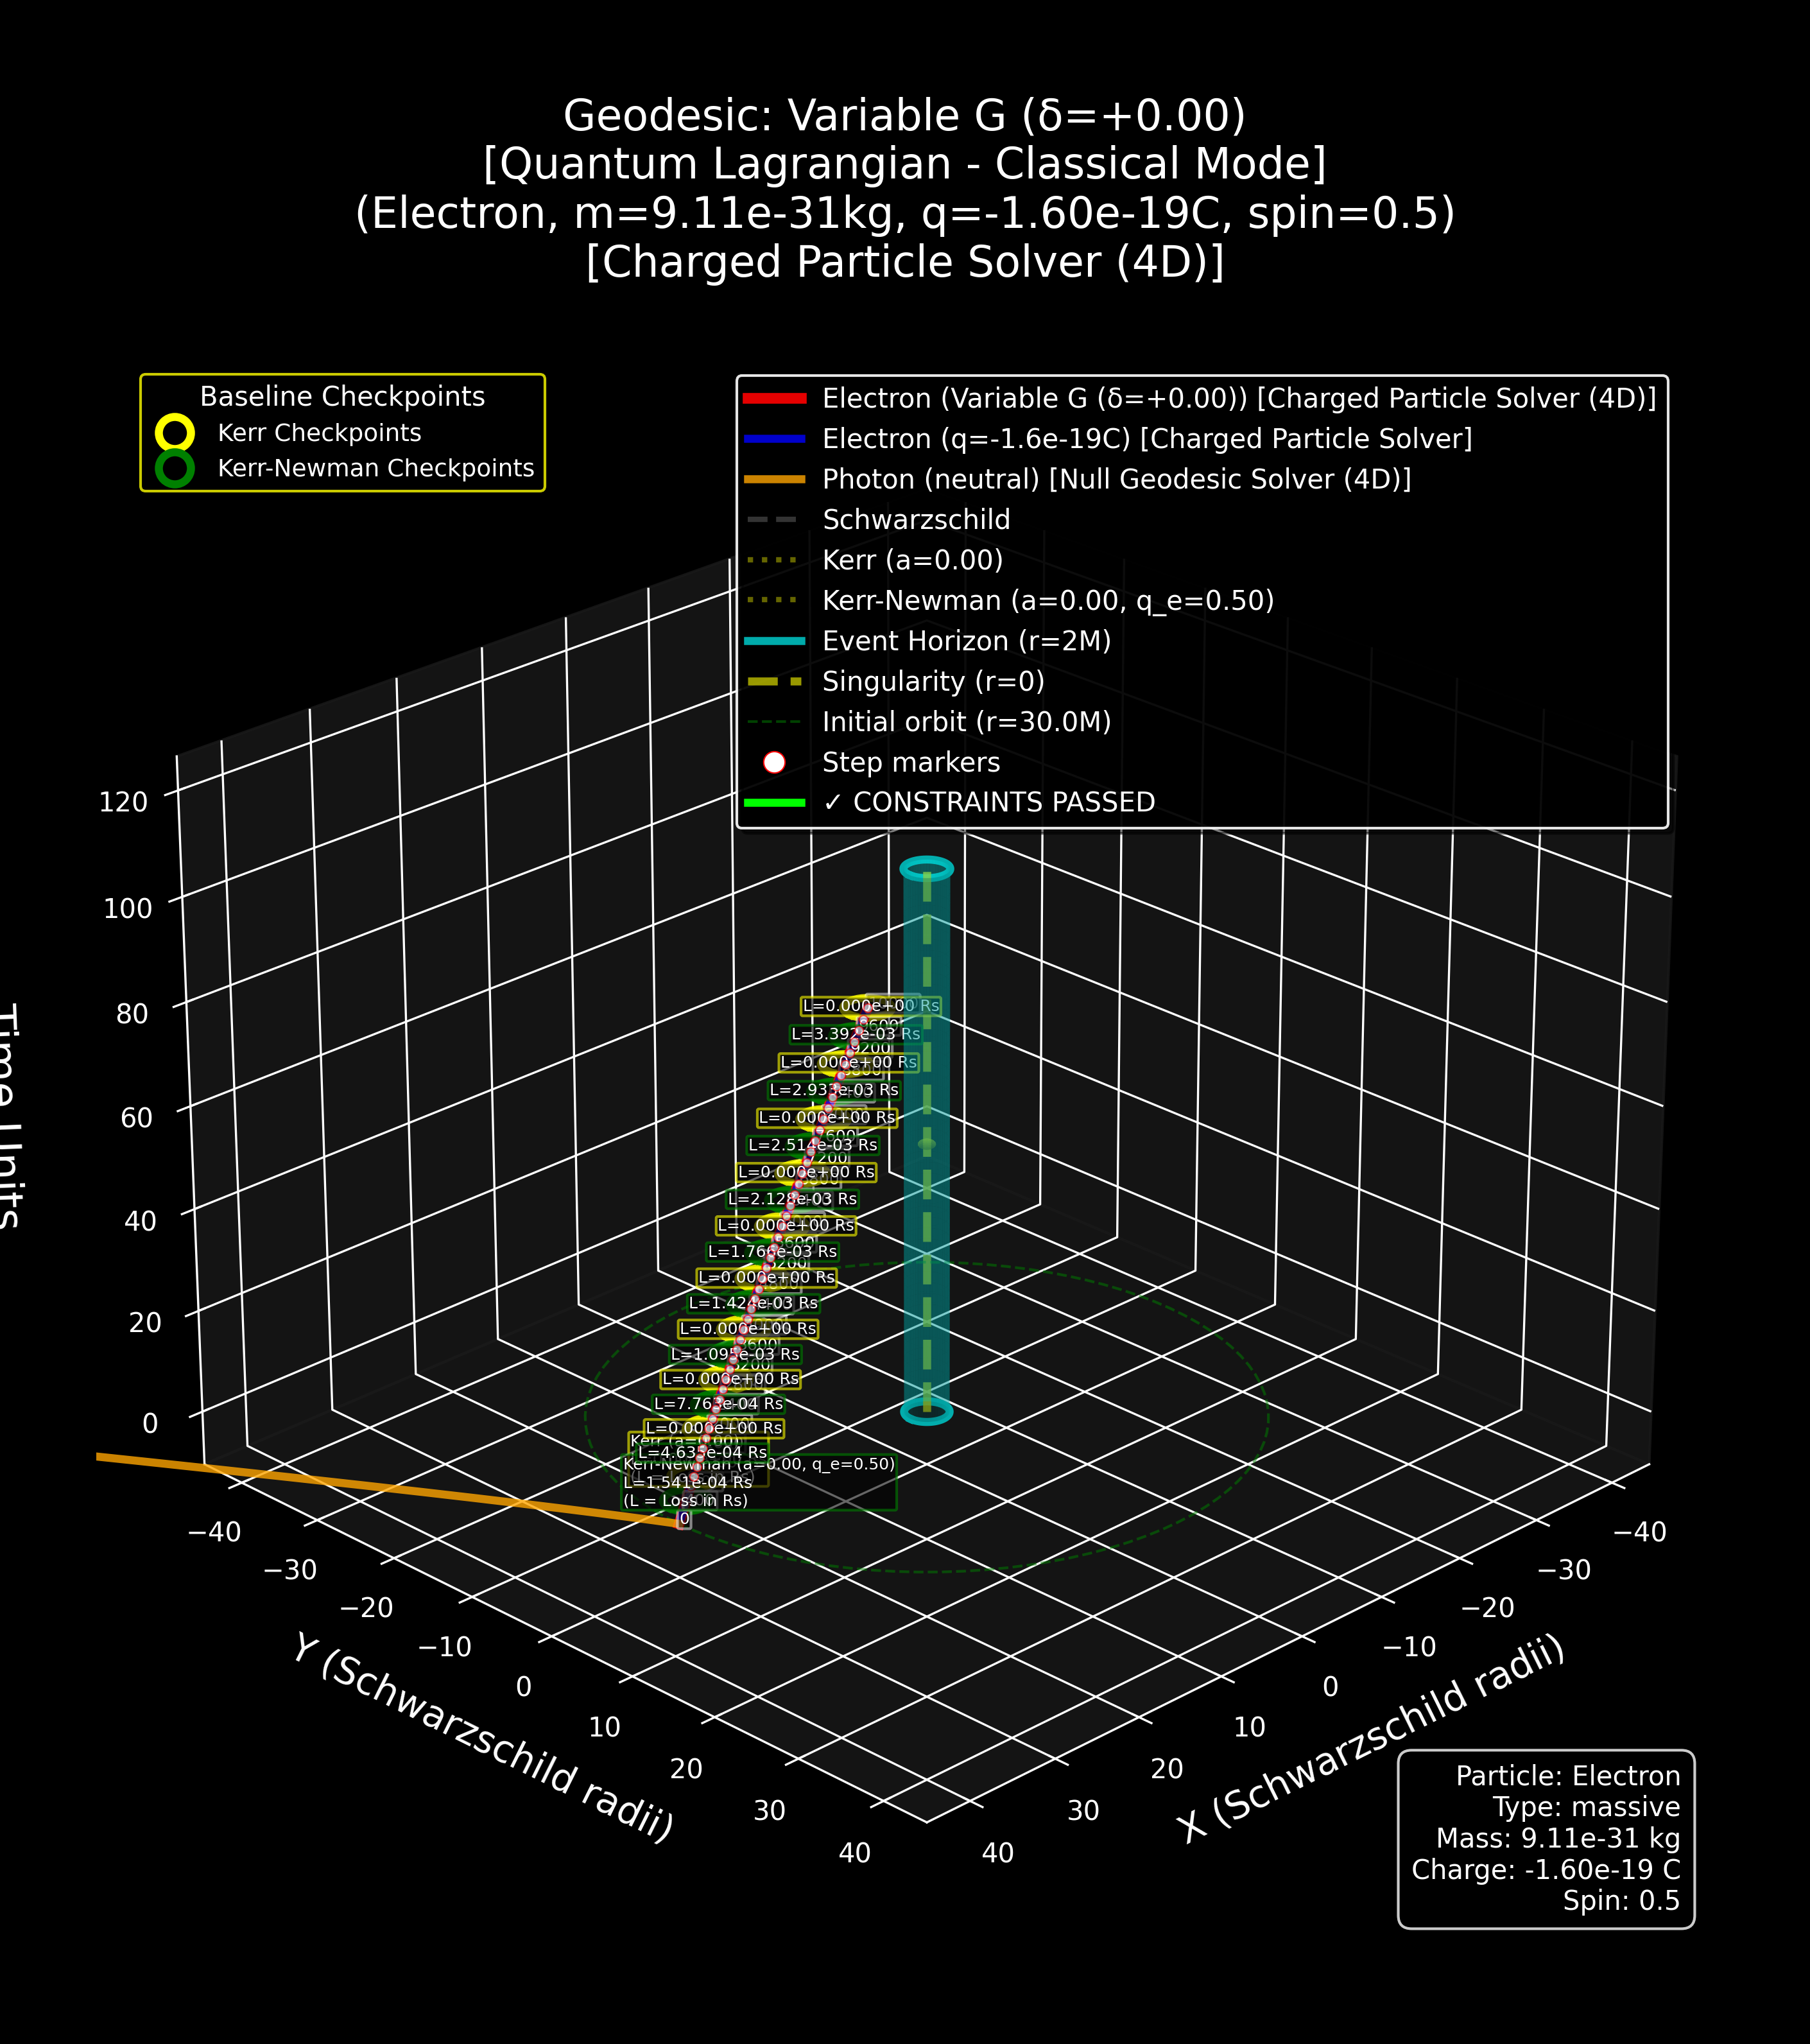 Geodesic: Variable G (δ=+0.00)
[Quantum Lagrangian - Classical Mode]
(Electron, m=9.11e-31kg, q=-1.60e-19C, spin=0.5)
[Charged Particle Solver (4D)]
Baseline Checkpoints
Kerr Checkpoints
Kerr-Newman Checkpoints
Electron (Variable G (δ=+0.00)) [Charged Particle Solver (4D)]
Electron (q=-1.6e-19C) [Charged Particle Solver]
Photon (neutral) [Null Geodesic Solver (4D)]
Schwarzschild
Kerr (a=0.00)
Kerr-Newman (a=0.00, q_e=0.50)
Event Horizon (r=2M)
Singularity (r=0)
Initial orbit (r=30.0M)
Step markers
✓ CONSTRAINTS PASSED
120
100
80
60
40
20
0
Time Units
L=0.000e+00 Rs
L=3.392e-03 Rs
9200
L=0.000e+00 Rs
L=2.933e-03 Rs
L=0.000e+00 Rs
L=2.514e-03 Rs
7200
L=0.000e+00 Rs
L=2.128e-03 Rs
L=0.000e+00 Rs
L=1.766e-03 Rs
L=0.000e+00 Rs
L=1.424e-03 Rs
L=0.000e+00 Rs
L=1.095e-03 Rs
L=0.000e+00 Rs
L=7.763e-04 Rs
L=0.000e+00 Rs
Kerr (a=0.00)
L=4.635e-04 Rs
Kerr-Newman (a=0.00, q_e=0.50)
L=1.541e-04 Rs
(L = Loss in Rs)
0
−40
−30
−20
−10
0
10
20
30
40
Y (Schwarzschild radii)
−40
−30
−20
−10
0
10
20
30
40
X (Schwarzschild radii)
Particle: Electron
Type: massive
Mass: 9.11e-31 kg
Charge: -1.60e-19 C
Spin: 0.5